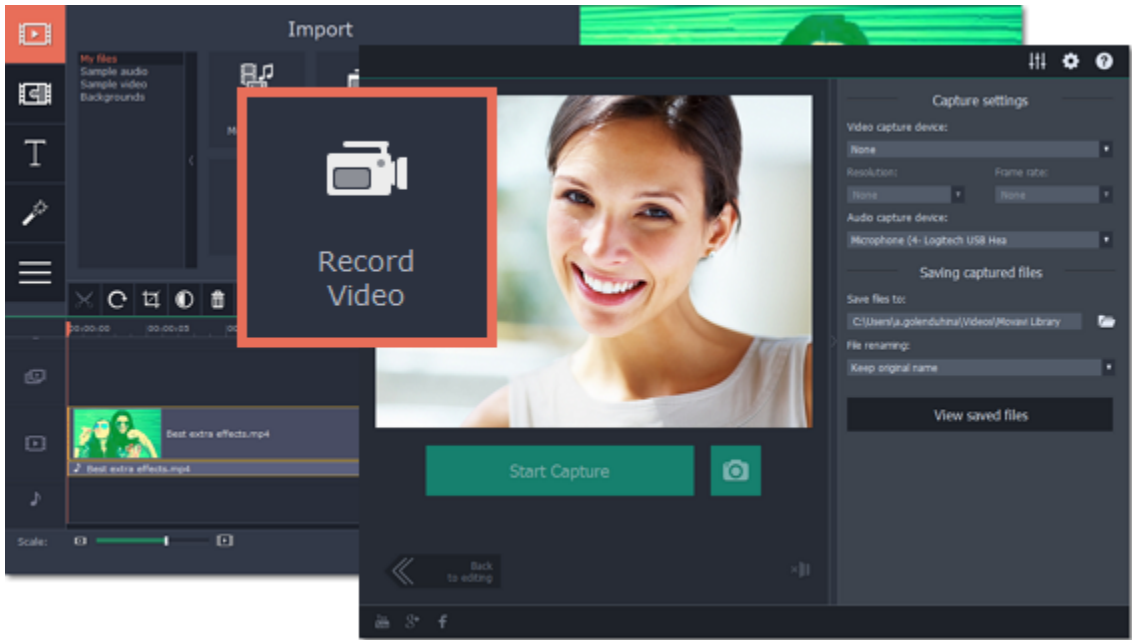 Import
My files
Sample audio
Sample video
Backgrounds
Record
Video
00:00:00
00:00:05
Best extra effects.mp4
Best extra effects.mp4
Scale:
Start Capture
Back
to editing
Capture settings
Video capture device:
None
Resolution:
Frame rate:
None
None
Audio capture device:
Microphone (4- Logitech USB Hea
Saving captured files
Save files to:
C:\Users\a.golenduhina\Videos\Movavi Library
File renaming:
Keep original name
View saved files